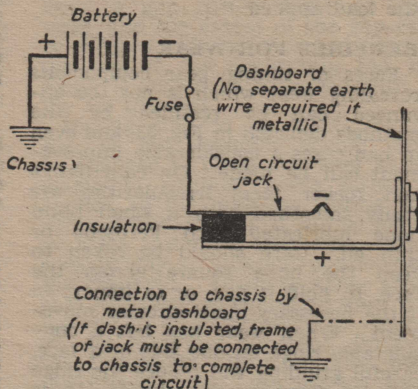 Battery
+ −
Fuse
Dashboard
(No separate earth
wire required if
metallic)
Chassis
Open circuit
jack
−
Insulation
+
Connection to chassis by
metal dashboard
(If dash is insulated, frame
of jack must be connected
to chassis to complete
circuit)